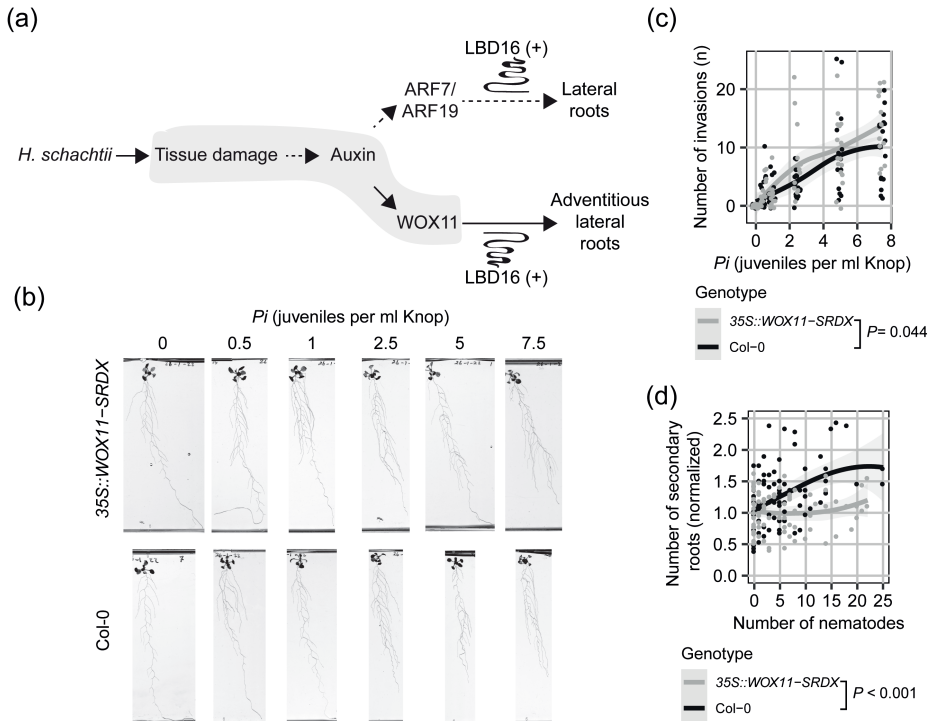 (a)
LBD16 (+)
ARF7/
ARF19
Lateral
roots
H. schachtii
Tissue damage
Auxin
WOX11
Adventitious
lateral
roots
LBD16 (+)
(b)
Pi (juveniles per ml Knop)
0 0.5 1 2.5 5 7.5
35S::WOX11−SRDX
Col-0
(c)
Number of invasions (n)
20
10
0
0 2 4 6 8
Pi (juveniles per ml Knop)
Genotype
35S::WOX11−SRDX
Col−0
P= 0.044
(d)
Number of secondary
roots (normalized)
2.5
2.0
1.5
1.0
0.5
0.0
0 5 10 15 20 25
Number of nematodes
Genotype
35S::WOX11−SRDX
Col−0
P < 0.001